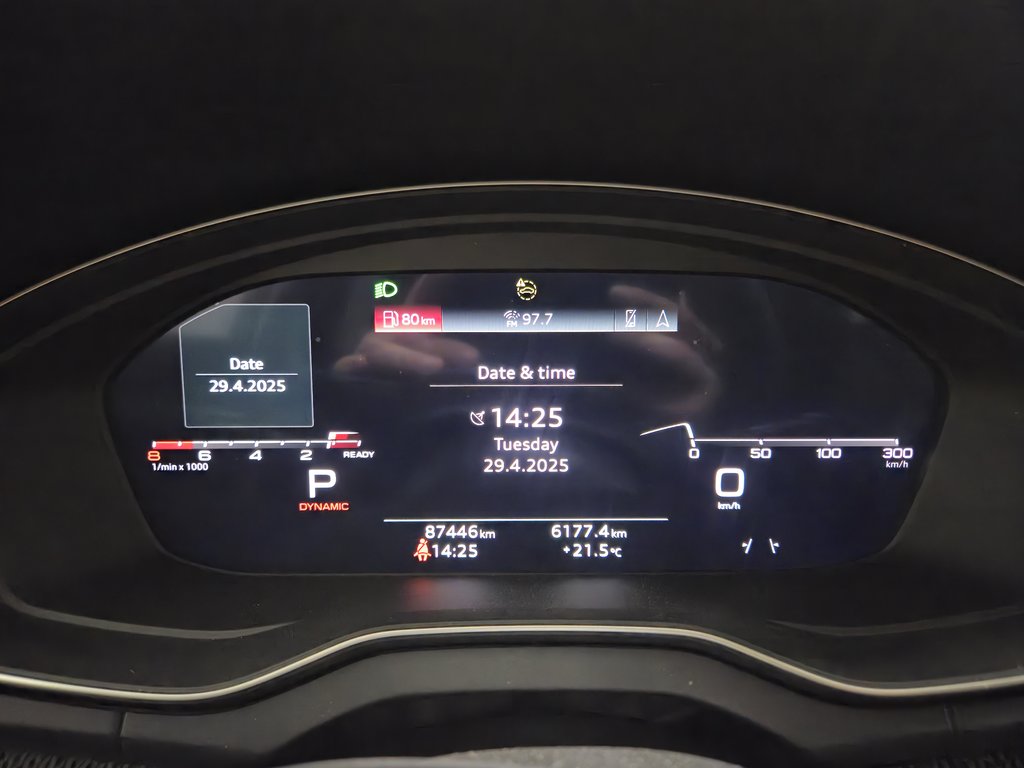 80 km
FM 97.7
Date
29.4.2025
Date & time
14:25
Tuesday
29.4.2025
8 6 4 2 READY
1/min x 1000
P
DYNAMIC
0 50 100 300
km/h
0
km/h
87446 km 6177.4 km
14:25 +21.5 °C